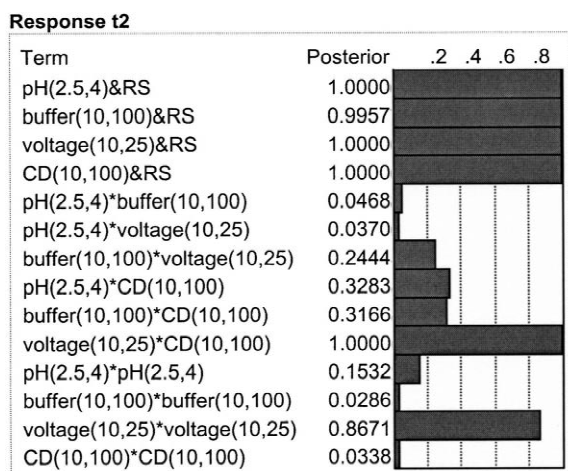 Response t2
Term Posterior .2 .4 .6 .8
pH(2.5,4)&RS 1.0000
buffer(10,100)&RS 0.9957
voltage(10,25)&RS 1.0000
CD(10,100)&RS 1.0000
pH(2.5,4)*buffer(10,100) 0.0468
pH(2.5,4)*voltage(10,25) 0.0370
buffer(10,100)*voltage(10,25) 0.2444
pH(2.5,4)*CD(10,100) 0.3283
buffer(10,100)*CD(10,100) 0.3166
voltage(10,25)*CD(10,100) 1.0000
pH(2.5,4)*pH(2.5,4) 0.1532
buffer(10,100)*buffer(10,100) 0.0286
voltage(10,25)*voltage(10,25) 0.8671
CD(10,100)*CD(10,100) 0.0338